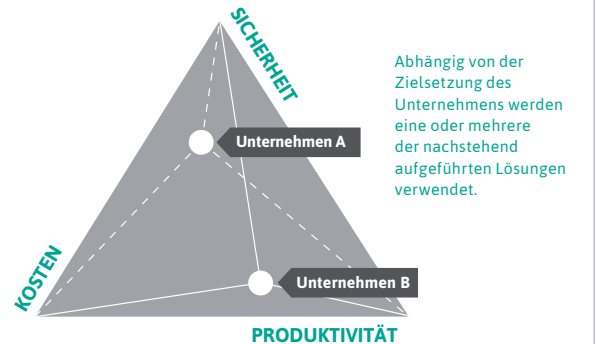 SICHERHEIT
Abhängig von der
Zielsetzung des
Unternehmens werden
eine oder mehrere
der nachstehend
aufgeführten Lösungen
verwendet.
Unternehmen A
KOSTEN
Unternehmen B
PRODUKTIVITÄT